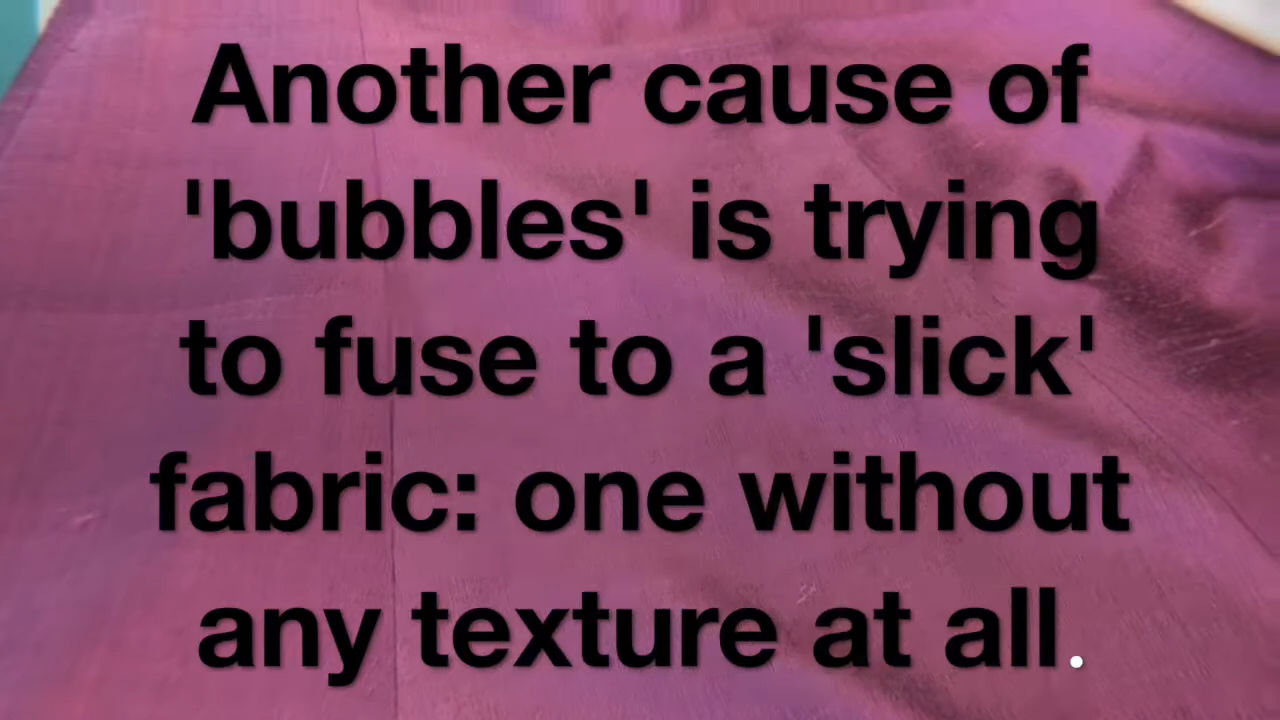 Another cause of
'bubbles' is trying
to fuse to a 'slick'
fabric: one without
any texture at all.